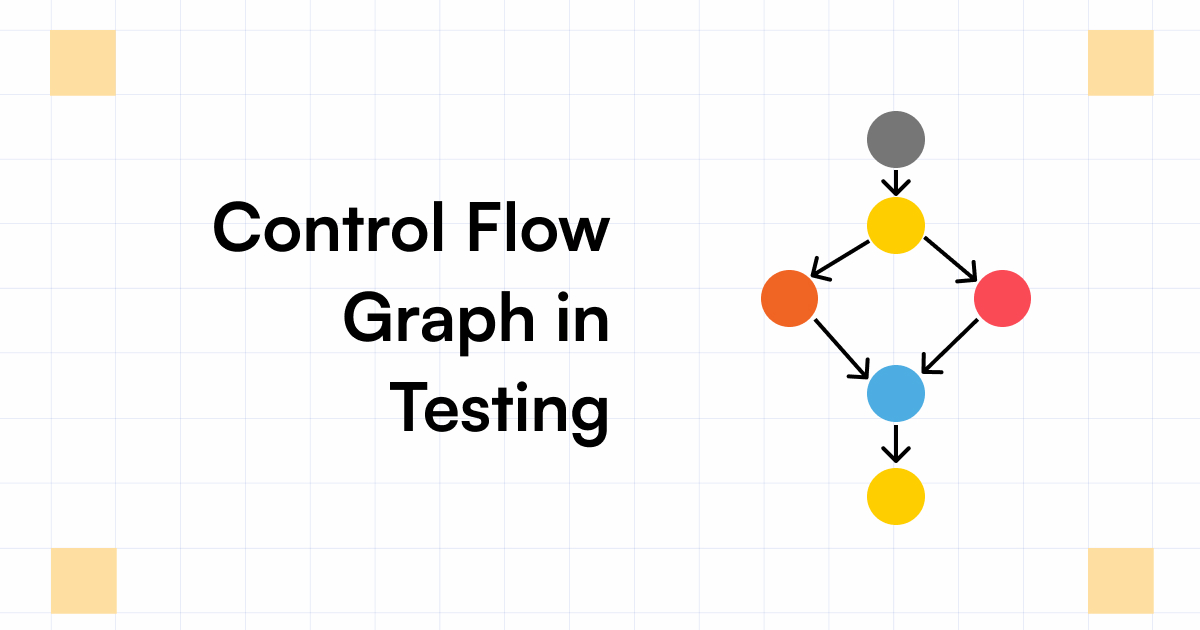 Control Flow
Graph in
Testing